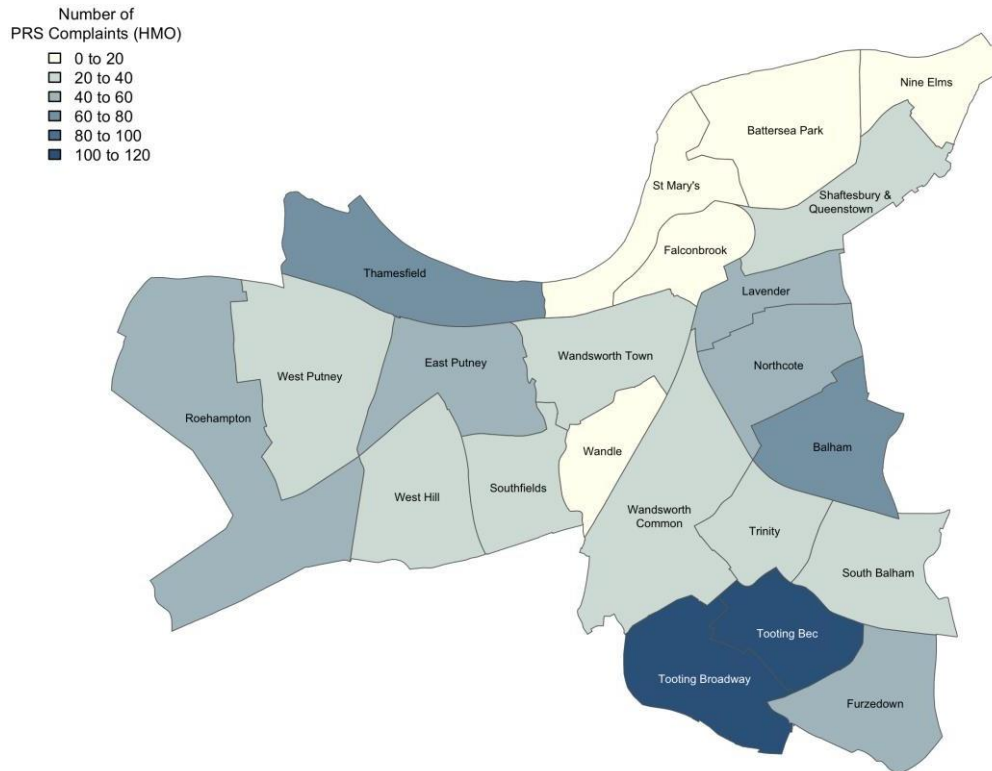 Number of
PRS Complaints (HMO)
0 to 20
20 to 40
40 to 60
60 to 80
80 to 100
100 to 120
Nine Elms
Battersea Park
St Mary's
Shaftesbury &
Queenstown
Falconbrook
Thamesfield
Lavender
Wandsworth Town
East Putney
Northcote
West Putney
Roehampton
Balham
Wandle
Southfields
West Hill
Wandsworth
Common
Trinity
South Balham
Tooting Bec
Tooting Broadway
Furzedown